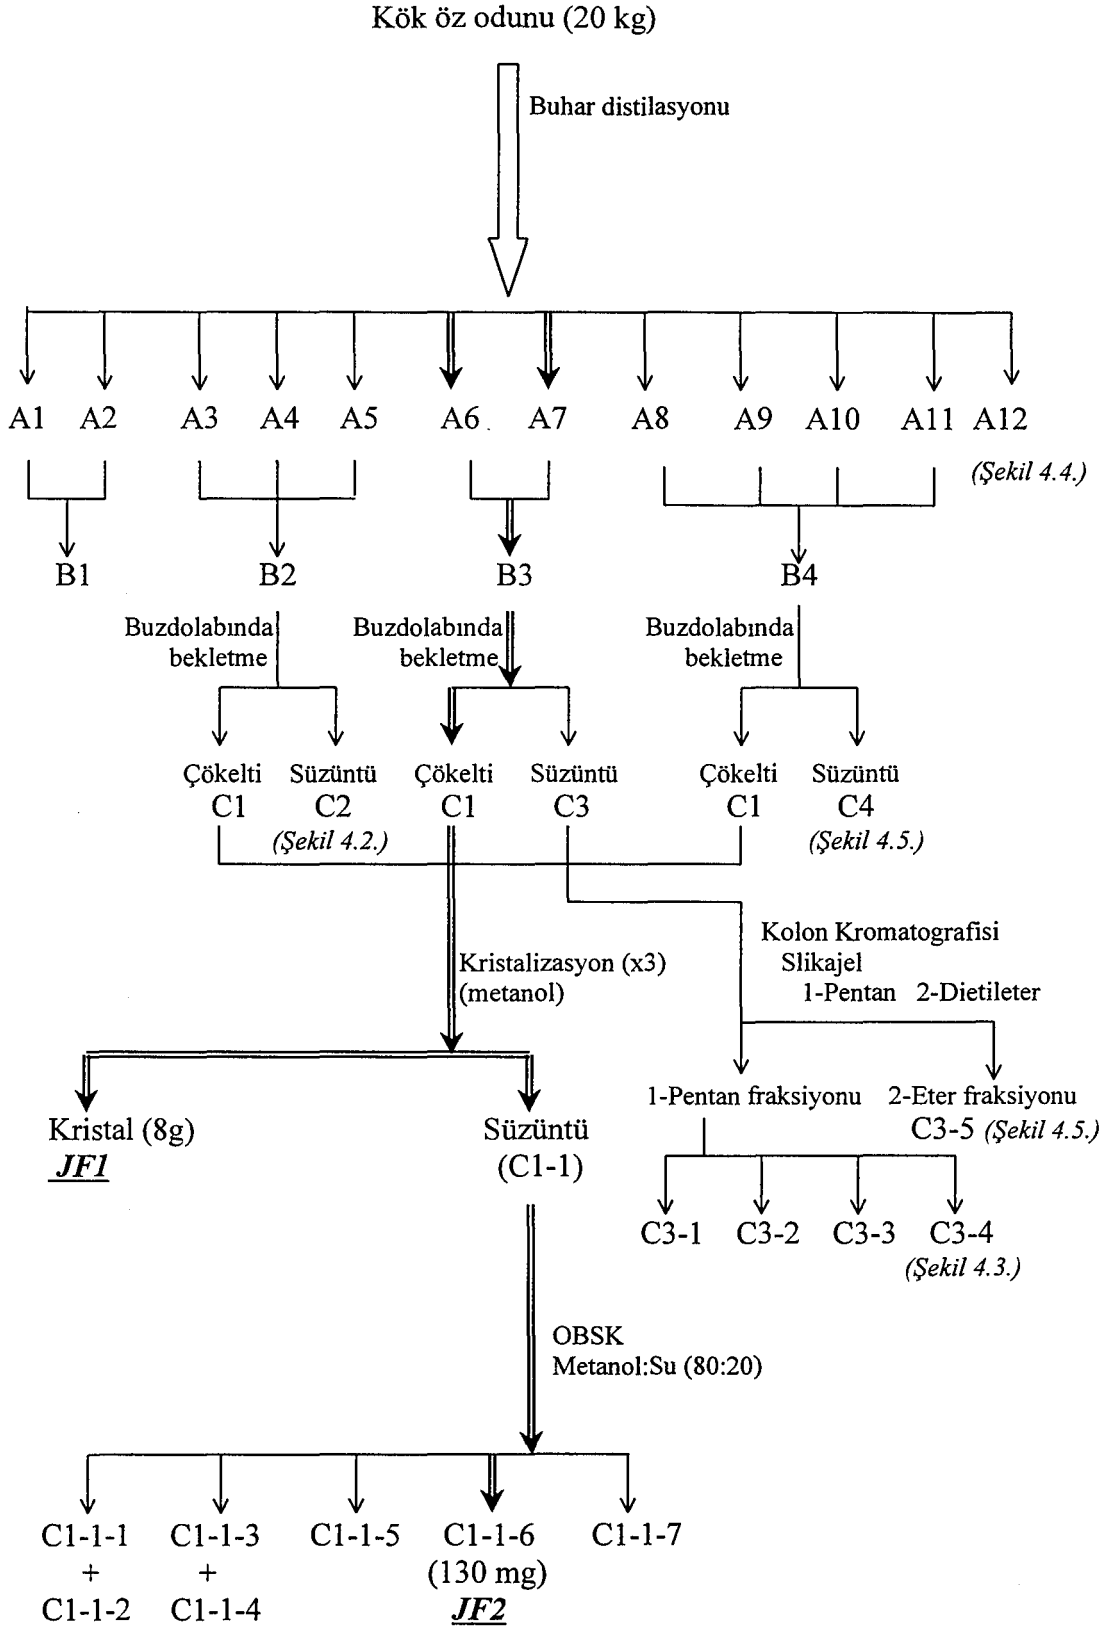 Kök öz odunu (20 kg)
Buhar distilasyonu
A1 A2 A3 A4 A5 A6 A7 A8 A9 A10 A11 A12
(Şekil 4.4.)
B1 B2 B3 B4
Buzdolabında
bekletme
Buzdolabında
bekletme
Buzdolabında
bekletme
Çökelti Süzüntü Çökelti Süzüntü Çökelti Süzüntü
C1 C2 C1 C3 C1 C4
(Şekil 4.2.) (Şekil 4.5.)
Kolon Kromatografisi
Slikajel
1-Pentan 2-Dietileter
Kristalizasyon (x3)
(metanol)
1-Pentan fraksiyonu 2-Eter fraksiyonu
C3-5 (Şekil 4.5.)
Kristal (8g)
JF1
Süzüntü
(C1-1)
C3-1 C3-2 C3-3 C3-4
(Şekil 4.3.)
OBSK
Metanol:Su (80:20)
C1-1-1 C1-1-3 C1-1-5 C1-1-6 C1-1-7
+ + (130 mg)
C1-1-2 C1-1-4 JF2